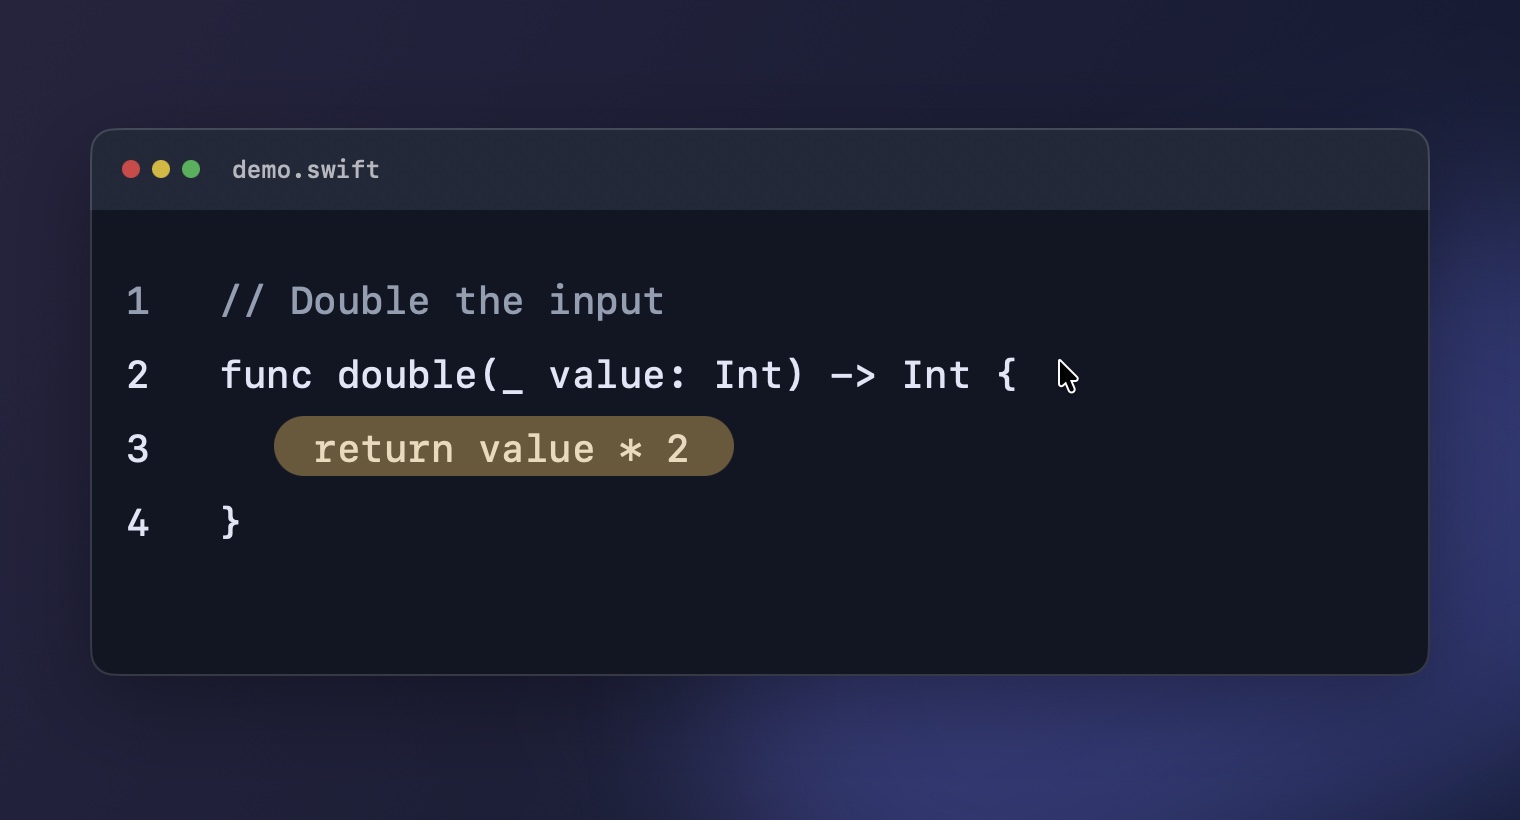 demo.swift
1 // Double the input
2 func double(_ value: Int) -> Int {
3 return value * 2
4 }